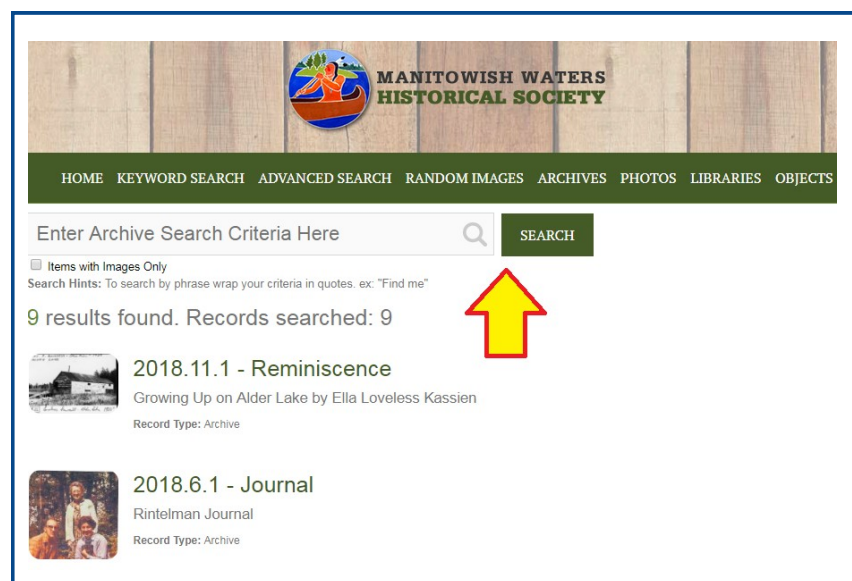 MANITOWISH WATERS
HISTORICAL SOCIETY
HOME KEYWORD SEARCH ADVANCED SEARCH RANDOM IMAGES ARCHIVES PHOTOS LIBRARIES OBJECTS
Enter Archive Search Criteria Here
SEARCH
Items with Images Only
Search Hints: To search by phrase wrap your criteria in quotes. ex: "Find me"
9 results found. Records searched: 9
2018.11.1 - Reminiscence
Growing Up on Alder Lake by Ella Loveless Kassien
Record Type: Archive
2018.6.1 - Journal
Rintelman Journal
Record Type: Archive